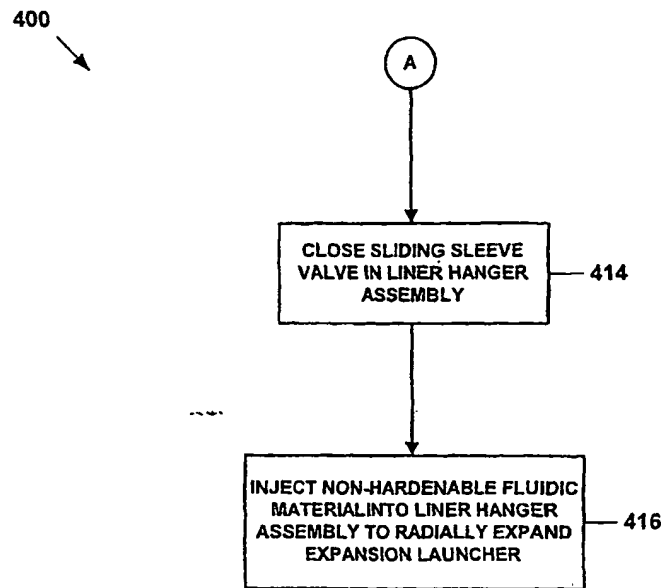 400
A
CLOSE SLIDING SLEEVE
VALVE IN LINER HANGER
ASSEMBLY
414
INJECT NON-HARDENABLE FLUIDIC
MATERIALINTO LINER HANGER
ASSEMBLY TO RADIALLY EXPAND
EXPANSION LAUNCHER
416